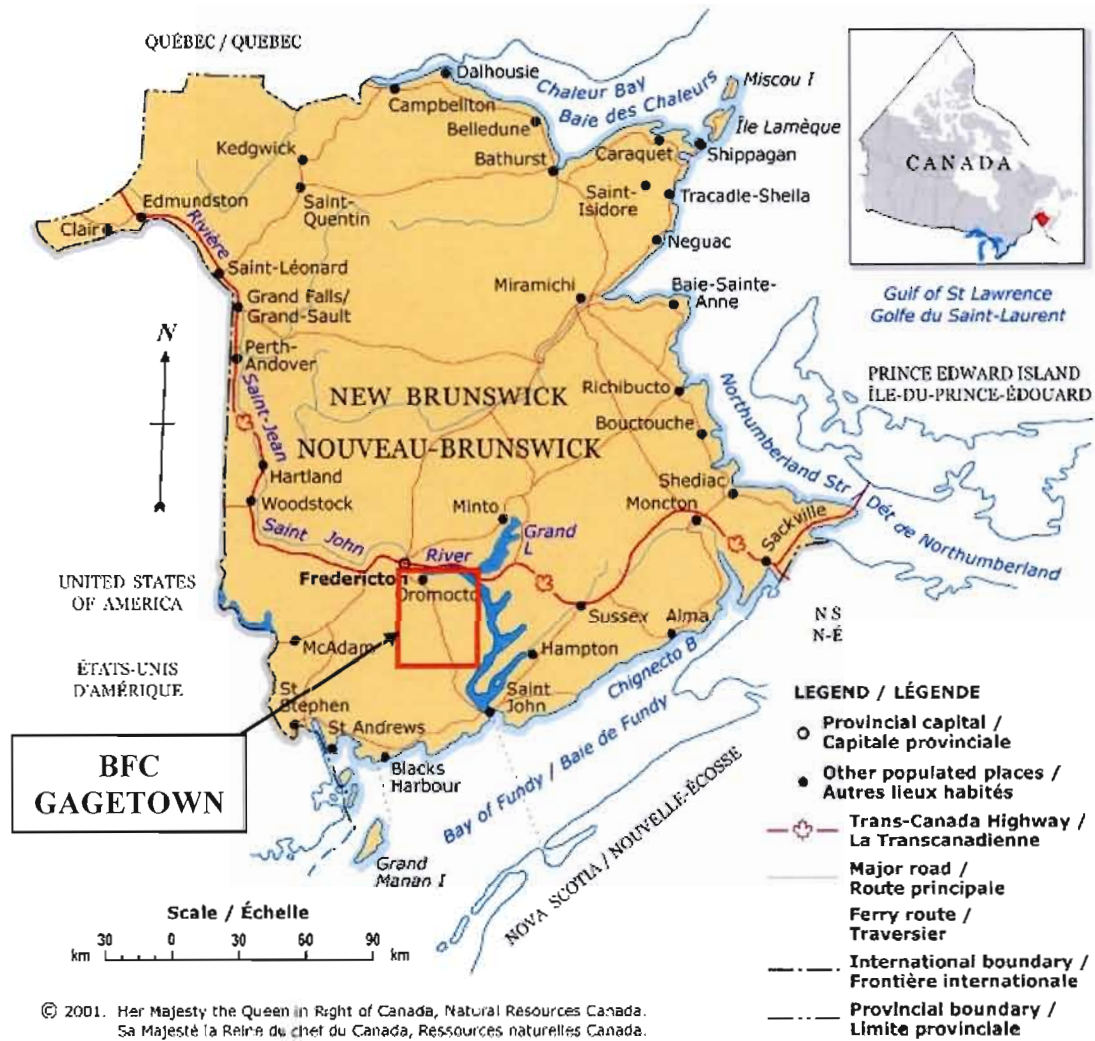 QUÉBEC / QUEBEC
Dalhousie
Campbellton
Chaleur Bay
Baie des Chaleurs
Miscou I
Belledune
Île Lamèque
Kedgwick
Bathurst
Caraquet
Shippagan
CANADA
Saint-
Quentin
Saint-
Isidore
Tracadie-Sheila
Edmundston
Clair
Rivière
Neguac
Saint-Léonard
Miramichi
Baie-Sainte-
Anne
Gulf of St Lawrence
Golfe du Saint-Laurent
Grand Falls/
Grand-Sault
N
Perth-
Andover
Saint-Jean
PRINCE EDWARD ISLAND
ÎLE-DU-PRINCE-ÉDOUARD
NEW BRUNSWICK
NOUVEAU-BRUNSWICK
Richibucto
Bouctouche
Northumberland Str / Dét de Northumberland
Hartland
Woodstock
Shediac
Moncton
Minto
Grand
L
Sackville
Saint John River
Fredericton
Oromocto
UNITED STATES
OF AMERICA
Sussex
Alma
N S
N-É
McAdam
Hampton
Chignecto B
ÉTATS-UNIS
D'AMÉRIQUE
St
Stephen
St Andrews
Saint
John
BFC
GAGETOWN
Blacks
Harbour
Bay of Fundy / Baie de Fundy
Grand
Manan I
NOVA SCOTIA / NOUVELLE-ÉCOSSE
LEGEND / LÉGENDE
Provincial capital /
Capitale provinciale
Other populated places /
Autres lieux habités
Trans-Canada Highway /
La Transcanadienne
Major road /
Route principale
Ferry route /
Traversier
International boundary /
Frontière internationale
Provincial boundary /
Limite provinciale
Scale / Échelle
30 0 30 60 90
km km
© 2001. Her Majesty the Queen in Right of Canada, Natural Resources Canada.
Sa Majesté la Reine du chef du Canada, Ressources naturelles Canada.